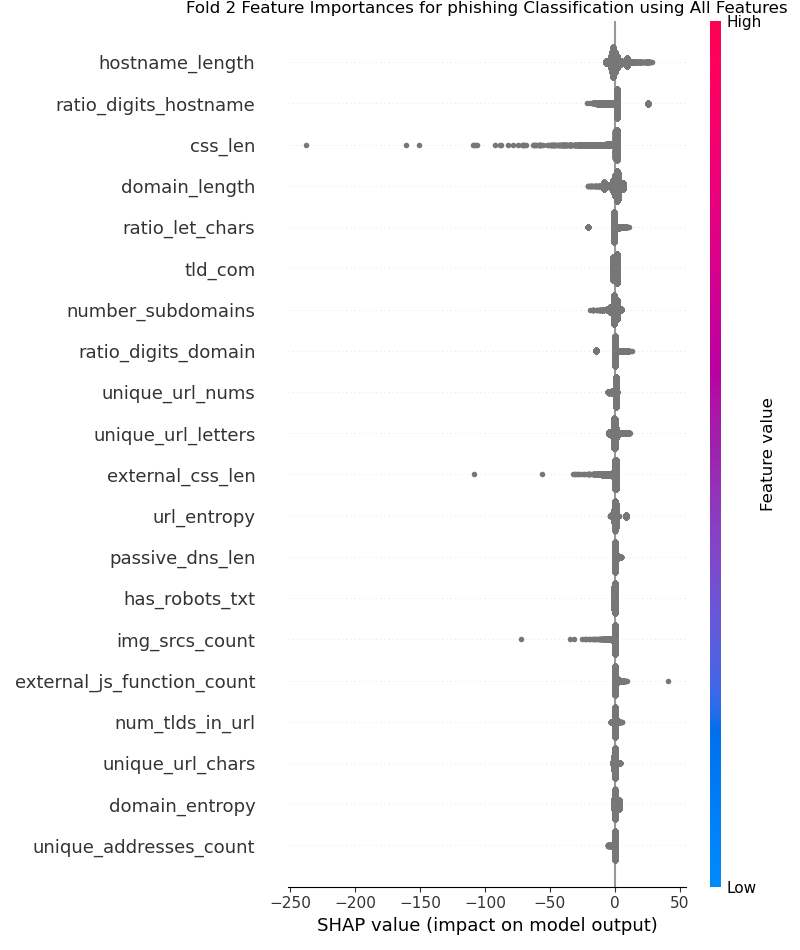 Fold 2 Feature Importances for phishing Classification using All Features
High
hostname_length
ratio_digits_hostname
css_len
domain_length
ratio_let_chars
tld_com
number_subdomains
ratio_digits_domain
unique_url_nums
unique_url_letters
external_css_len
url_entropy
passive_dns_len
has_robots_txt
img_srcs_count
external_js_function_count
num_tlds_in_url
unique_url_chars
domain_entropy
unique_addresses_count
Feature value
Low
−250 −200 −150 −100 −50 0 50
SHAP value (impact on model output)